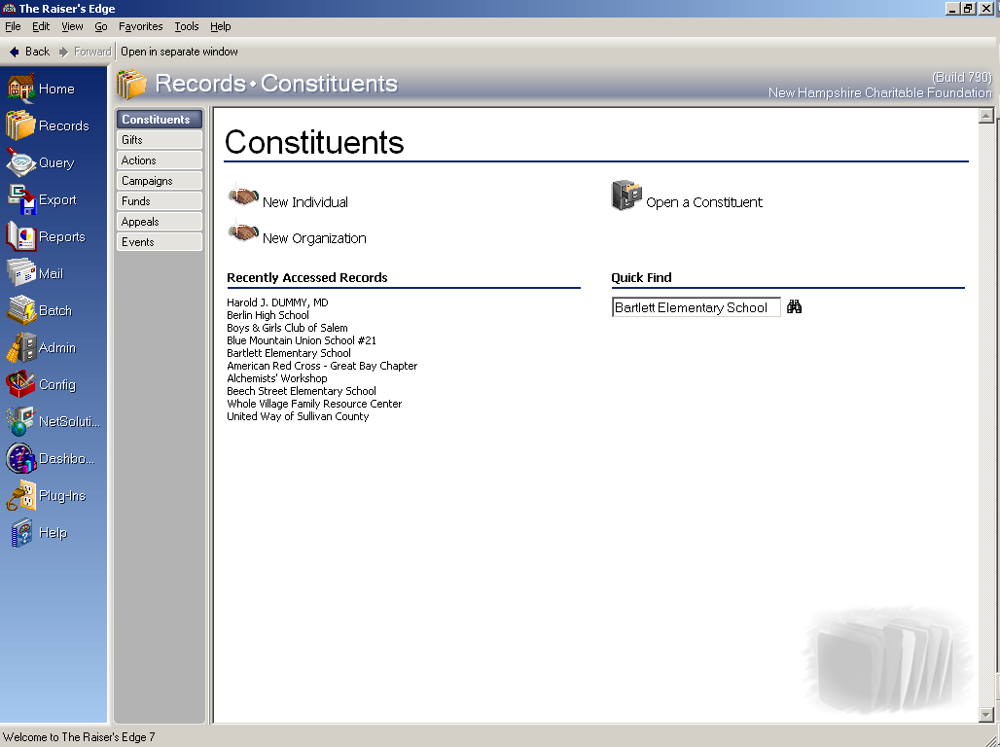 The Raiser's Edge
File Edit View Go Favorites Tools Help
Back Forward Open in separate window
Records · Constituents
(Build 790)
New Hampshire Charitable Foundation
Home
Records
Query
Export
Reports
Mail
Batch
Admin
Config
NetSoluti...
Dashbo...
Plug-Ins
Help
Constituents
Gifts
Actions
Campaigns
Funds
Appeals
Events
Constituents
New Individual
Open a Constituent
New Organization
Recently Accessed Records
Harold J. DUMMY, MD
Berlin High School
Boys & Girls Club of Salem
Blue Mountain Union School #21
Bartlett Elementary School
American Red Cross - Great Bay Chapter
Alchemists' Workshop
Beech Street Elementary School
Whole Village Family Resource Center
United Way of Sullivan County
Quick Find
Bartlett Elementary School
Welcome to The Raiser's Edge 7